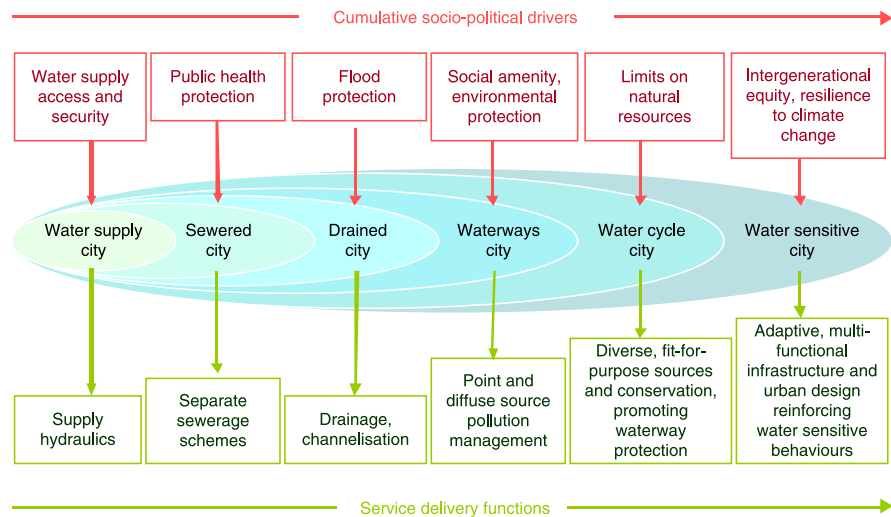 Cumulative socio-political drivers
Water supply
access and
security
Public health
protection
Flood
protection
Social amenity,
environmental
protection
Limits on
natural
resources
Intergenerational
equity, resilience
to climate
change
Water supply
city
Sewered
city
Drained
city
Waterways
city
Water cycle
city
Water sensitive
city
Supply
hydraulics
Separate
sewerage
schemes
Drainage,
channelisation
Point and
diffuse source
pollution
management
Diverse, fit-for-
purpose sources
and conservation,
promoting
waterway
protection
Adaptive, multi-
functional
infrastructure and
urban design
reinforcing
water sensitive
behaviours
Service delivery functions